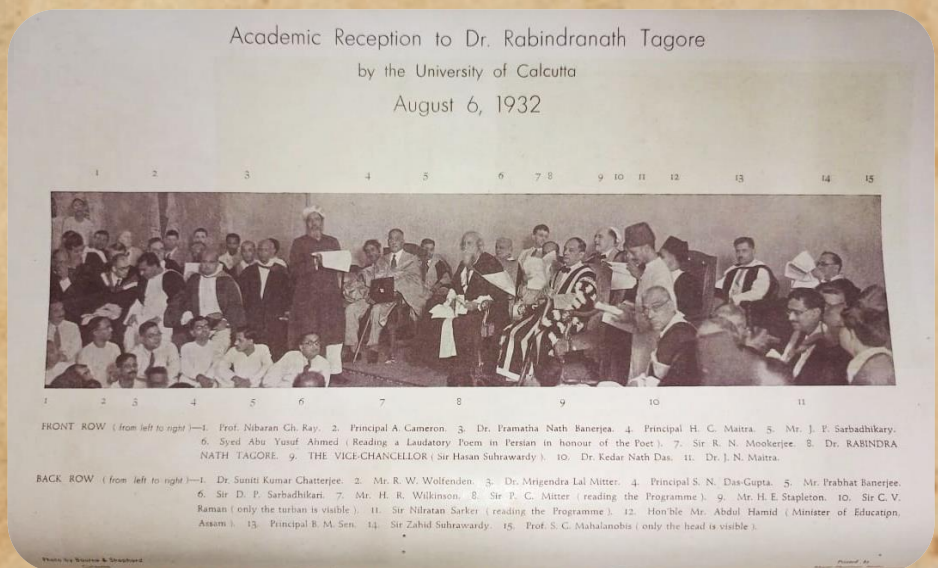 Academic Reception to Dr. Rabindranath Tagore
by the University of Calcutta
August 6, 1932
1 2 3 4 5 6 7 8 9 10 11 12 13 14 15
1 2 3 4 5 6 7 8 9 10 11
FRONT ROW ( from left to right )—1. Prof. Nibaran Ch. Ray. 2. Principal A. Cameron. 3. Dr. Pramatha Nath Banerjea. 4. Principal H. C. Maitra. 5. Mr. J. P. Sarbadhikary.
6. Syed Abu Yusuf Ahmed ( Reading a Laudatory Poem in Persian in honour of the Poet ). 7. Sir R. N. Mookerjee. 8. Dr. RABINDRA
NATH TAGORE. 9. THE VICE-CHANCELLOR ( Sir Hasan Suhrawardy ). 10. Dr. Kedar Nath Das. 11. Dr. J. N. Maitra.
BACK ROW ( from left to right )—1. Dr. Suniti Kumar Chatterjee. 2. Mr. R. W. Wolfenden. 3. Dr. Mrigendra Lal Mitter. 4. Principal S. N. Das-Gupta. 5. Mr. Prabhat Banerjee.
6. Sir D. P. Sarbadhikari. 7. Mr. H. R. Wilkinson. 8. Sir P. C. Mitter ( reading the Programme ). 9. Mr. H. E. Stapleton. 10. Sir C. V.
Raman ( only the turban is visible ). 11. Sir Nilratan Sarker ( reading the Programme ). 12. Hon'ble Mr. Abdul Hamid ( Minister of Education,
Assam ). 13. Principal B. M. Sen. 14. Sir Zahid Suhrawardy. 15. Prof. S. C. Mahalanobis ( only the head is visible ).
Photo by Bourne & Shepherd
Printed by